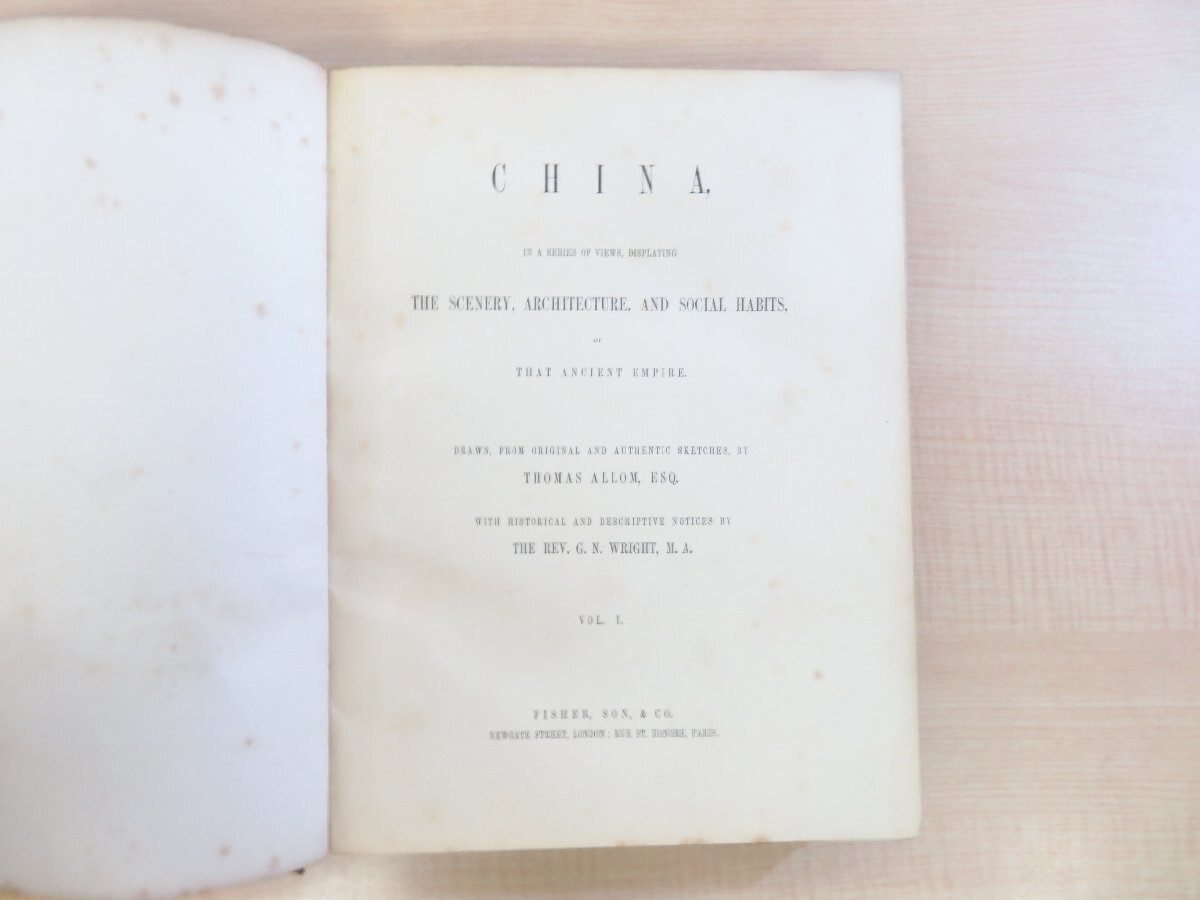 CHINA,
IN A SERIES OF VIEWS, DISPLAYING
THE SCENERY, ARCHITECTURE, AND SOCIAL HABITS,
OF
THAT ANCIENT EMPIRE.
DRAWN, FROM ORIGINAL AND AUTHENTIC SKETCHES, BY
THOMAS ALLOM, ESQ.
WITH HISTORICAL AND DESCRIPTIVE NOTICES BY
THE REV. G. N. WRIGHT, M. A.
VOL. I.
FISHER, SON, & CO.
NEWGATE STREET, LONDON; RUE ST. HONORE, PARIS.